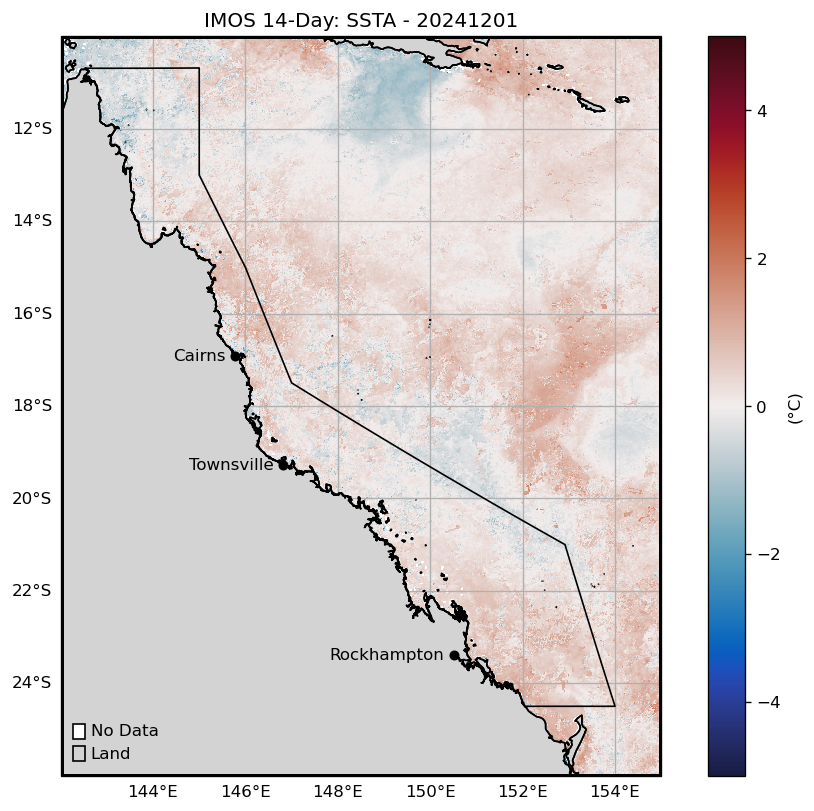 IMOS 14-Day: SSTA - 20241201
12°S
14°S
16°S
18°S
20°S
22°S
24°S
Cairns
Townsville
Rockhampton
No Data
Land
144°E 146°E 148°E 150°E 152°E 154°E
4
2
0
−2
−4
(°C)